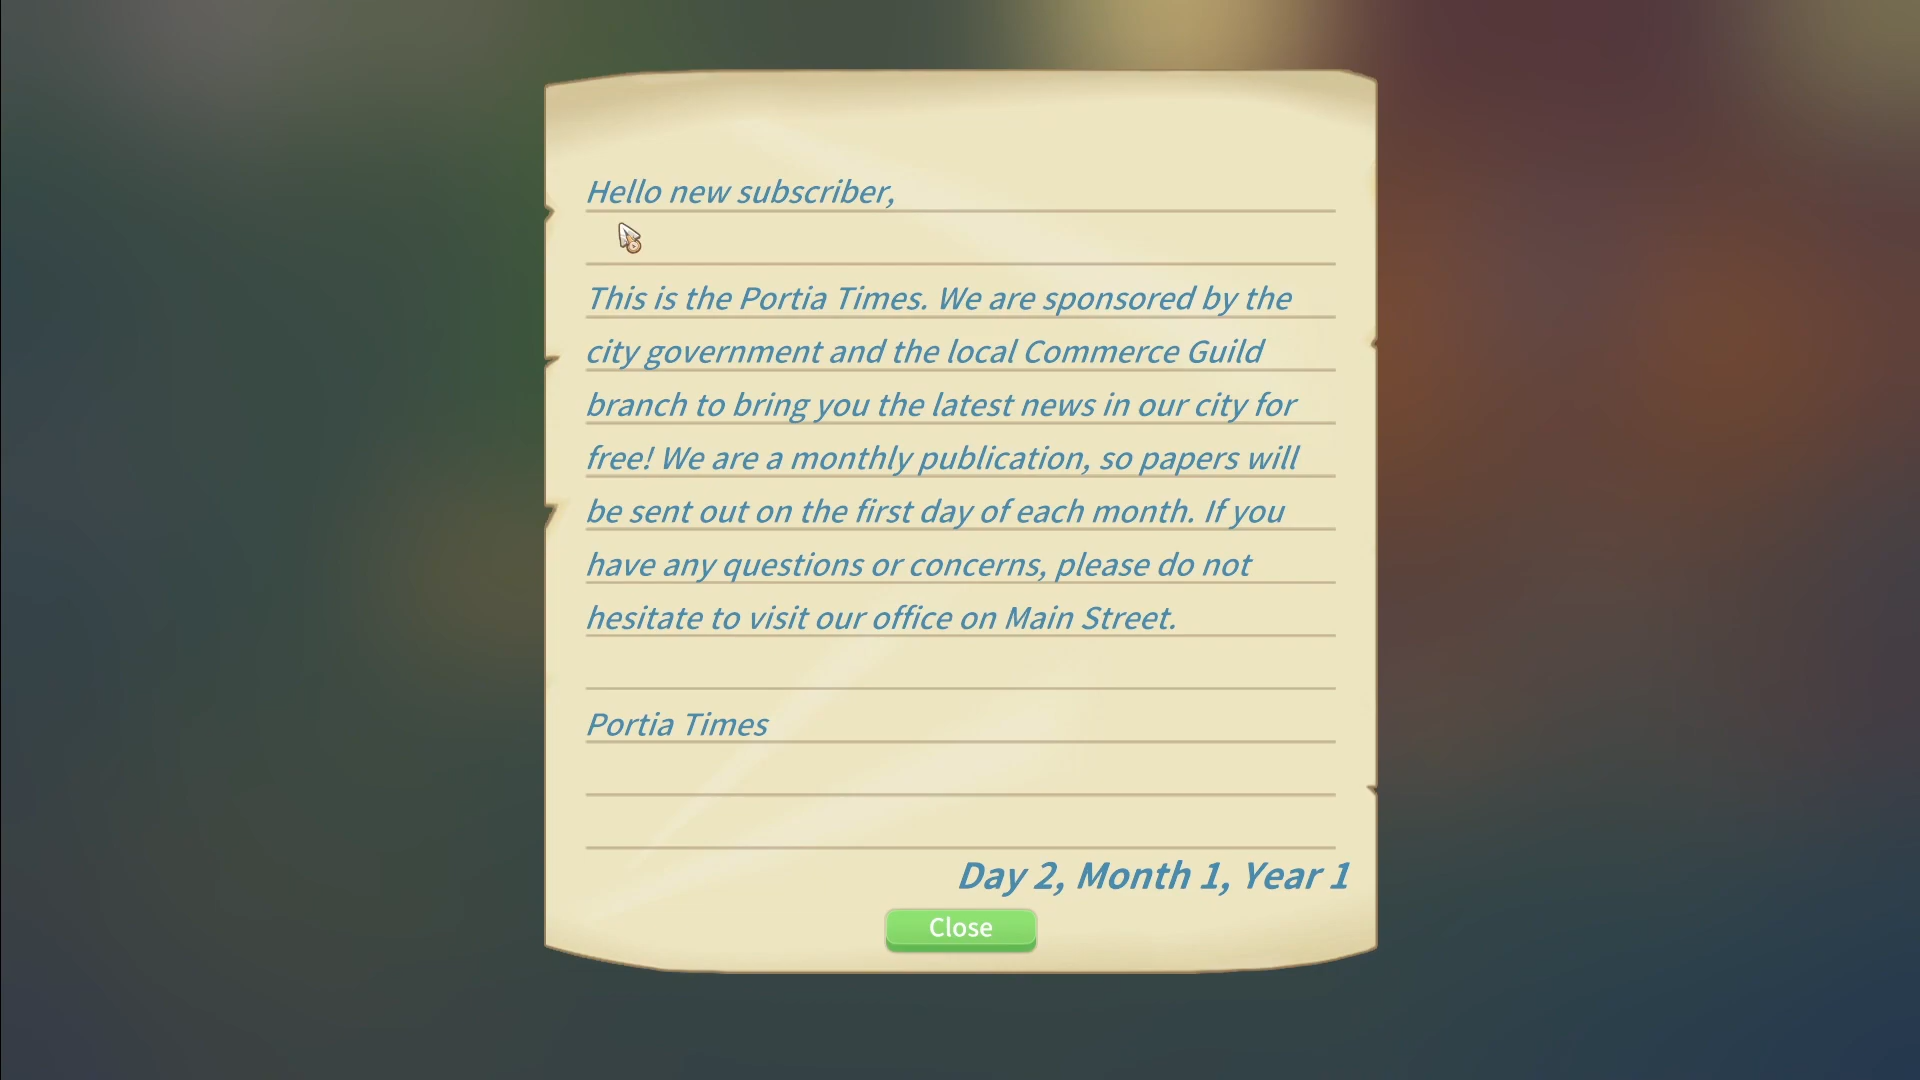 Hello new subscriber,
This is the Portia Times. We are sponsored by the
city government and the local Commerce Guild
branch to bring you the latest news in our city for
free! We are a monthly publication, so papers will
be sent out on the first day of each month. If you
have any questions or concerns, please do not
hesitate to visit our office on Main Street.
Portia Times
Day 2, Month 1, Year 1
Close